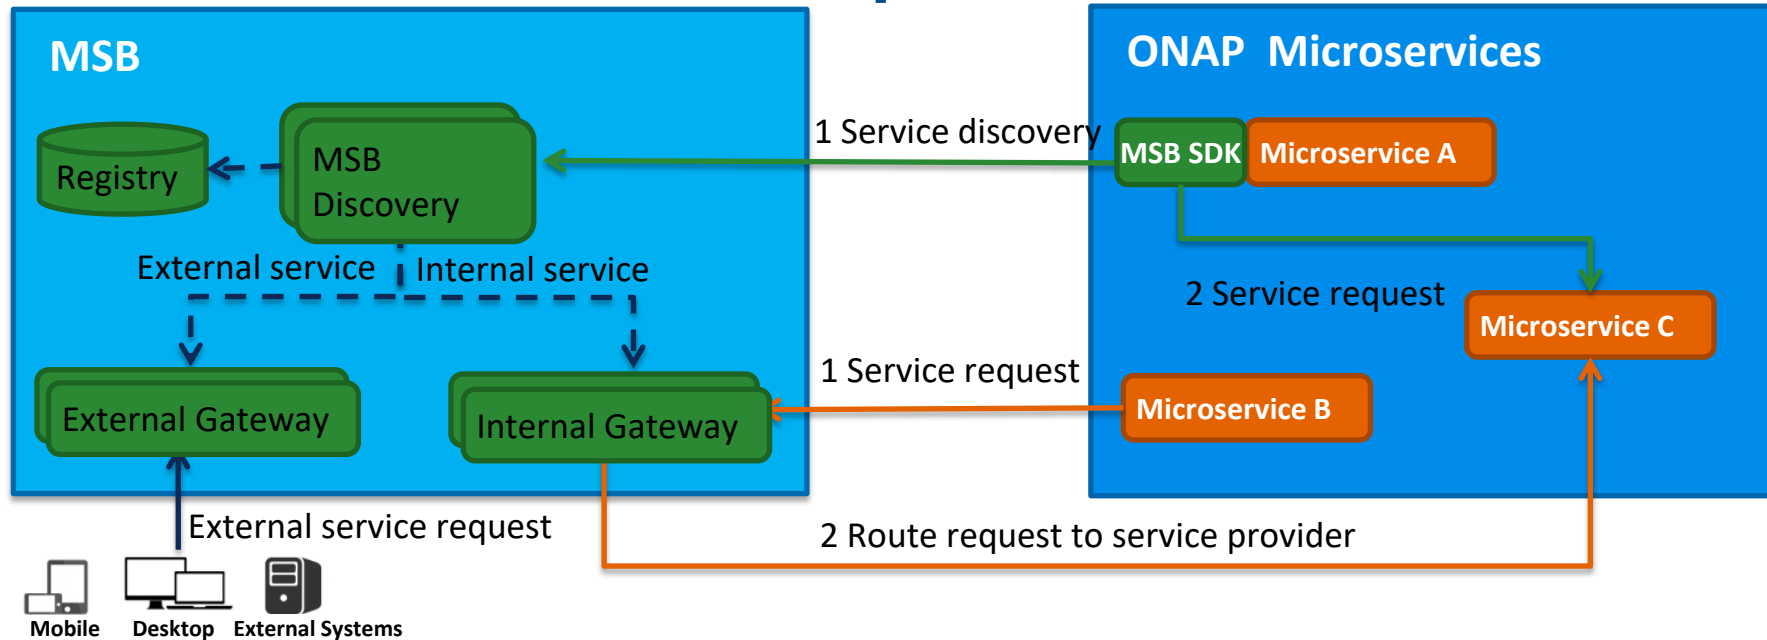 MSB
ONAP Microservices
1 Service discovery
MSB SDK
Microservice A
Registry
MSB
Discovery
External service
Internal service
2 Service request
Microservice C
1 Service request
External Gateway
Internal Gateway
Microservice B
External service request
2 Route request to service provider
Mobile
Desktop
External Systems